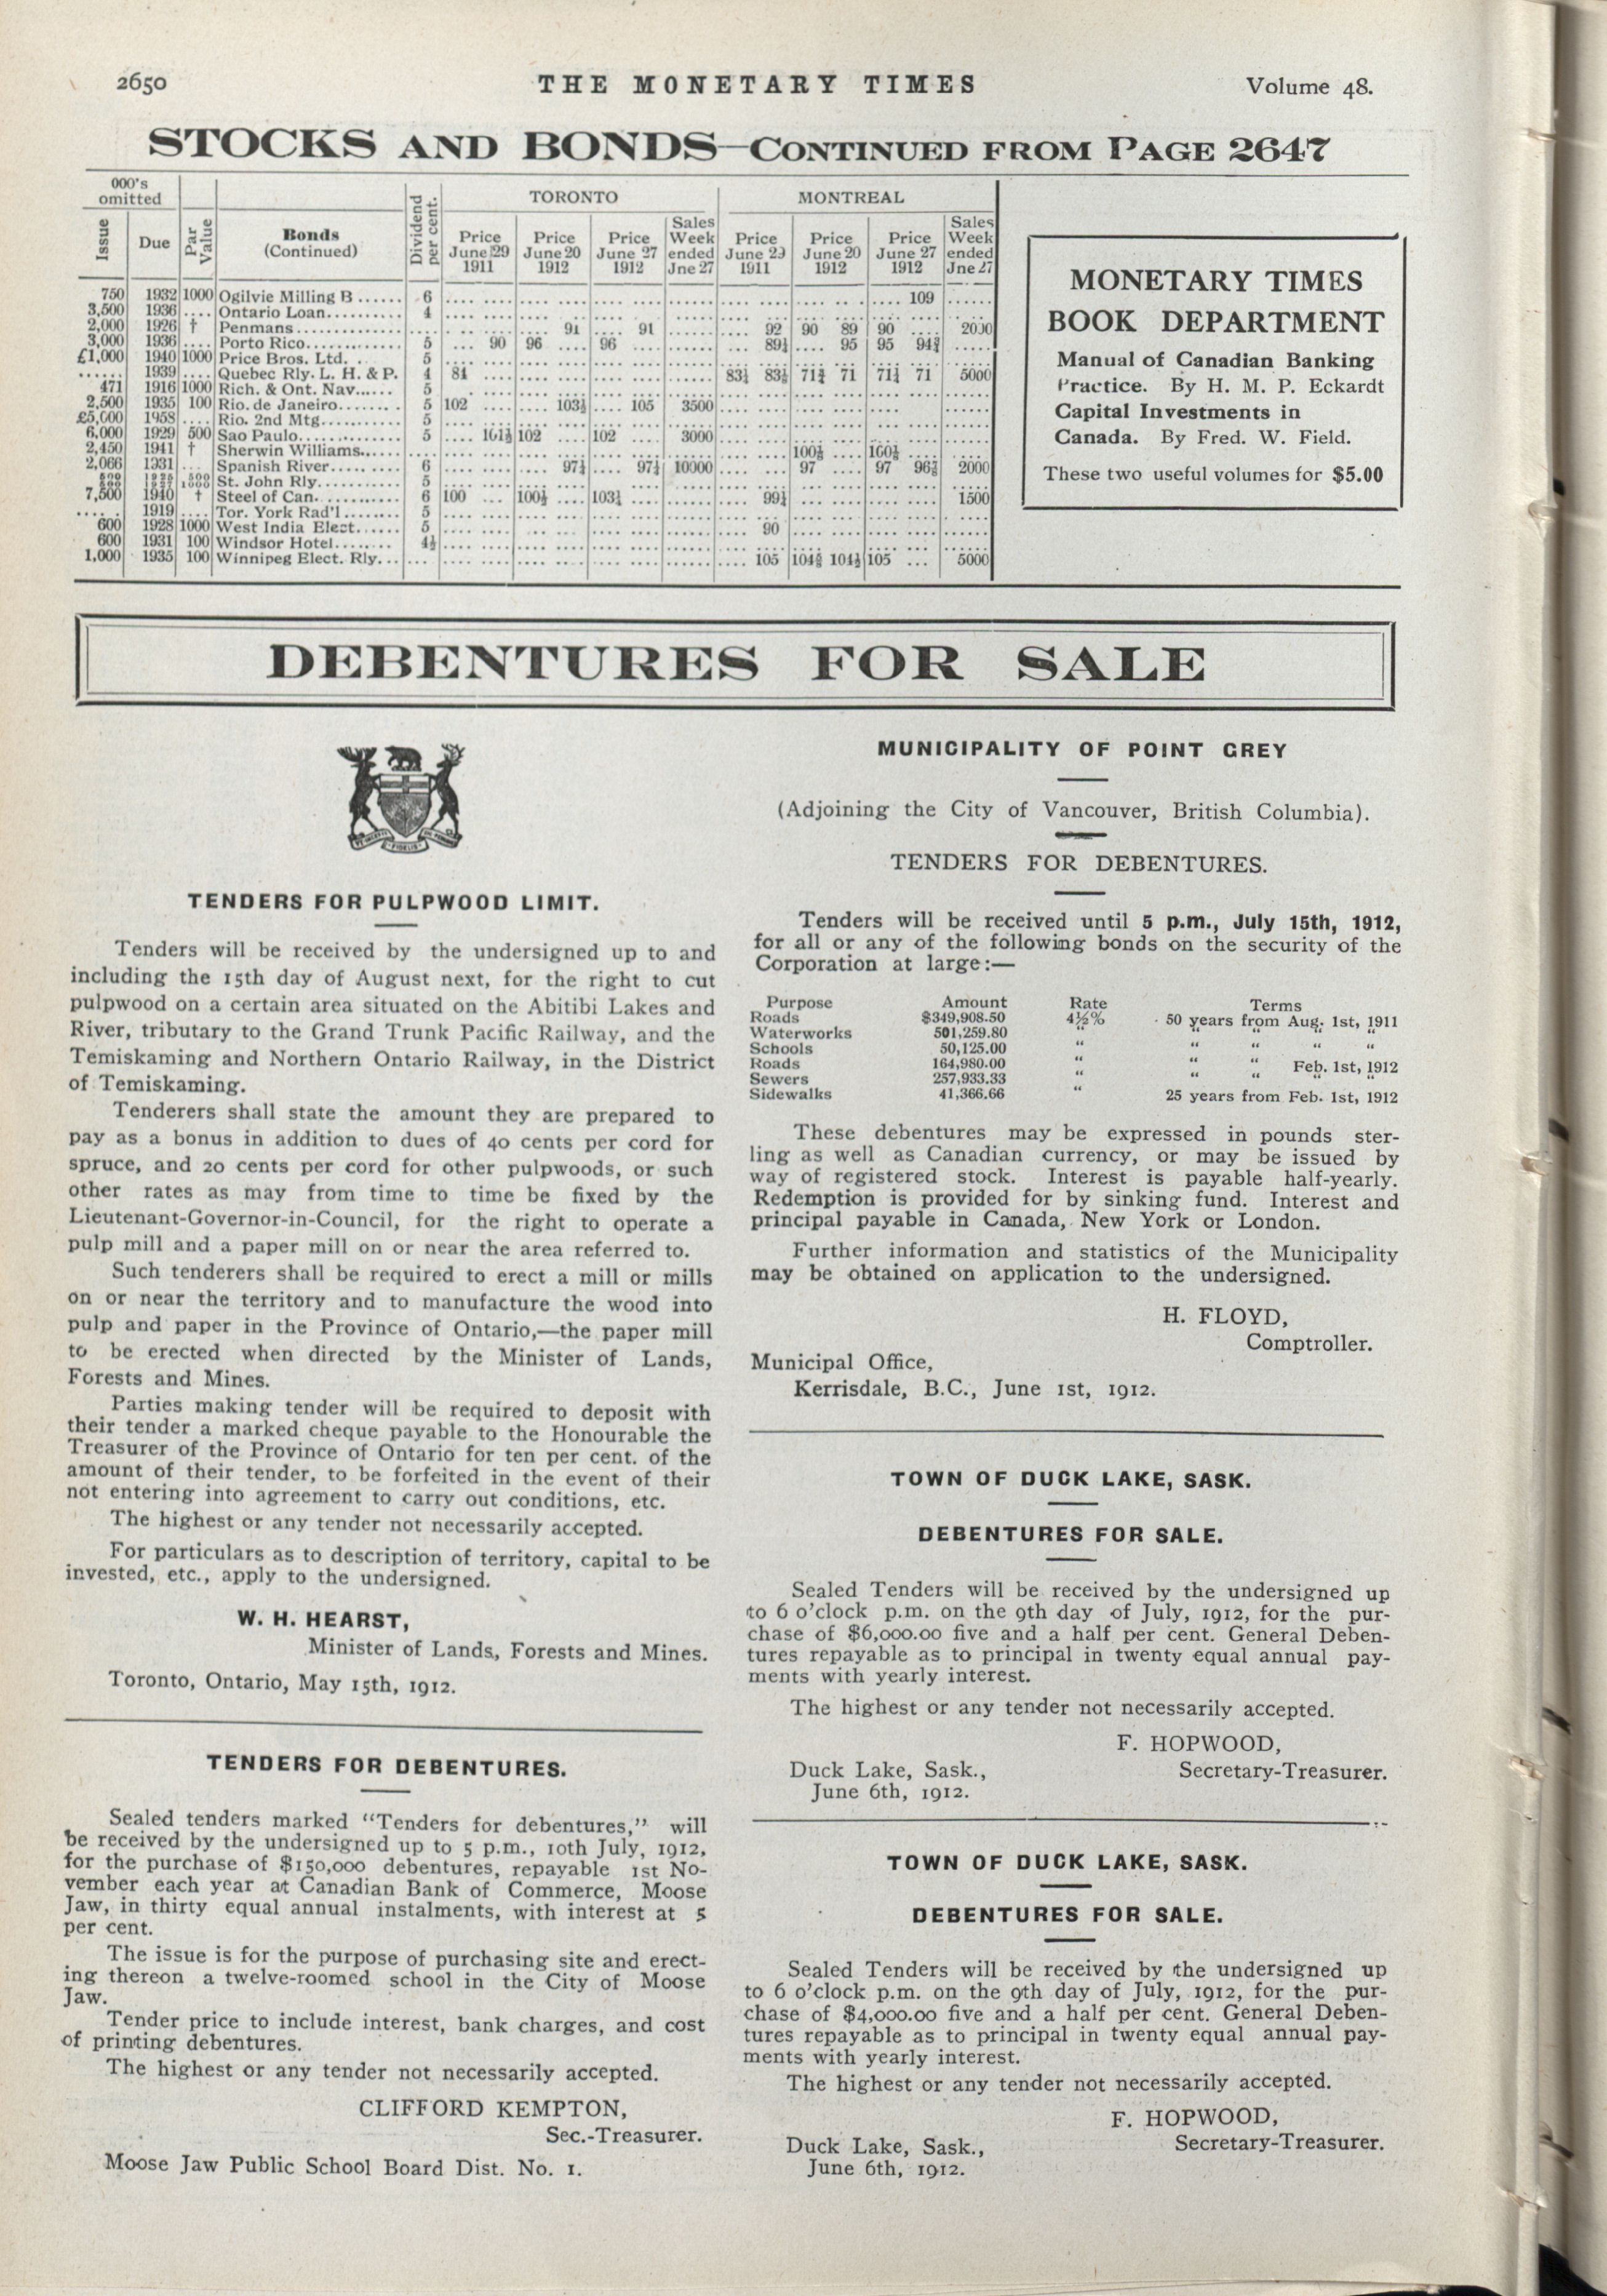 2650
THE MONETARY TIMES
Volume 48.
STOCKS AND BONDS—CONTINUED FROM PAGE 2647
000's omitted
Issue
Due
Par Value
Bonds (Continued)
Dividend per cent.
TORONTO
MONTREAL
Price June 29 1911
Price June 20 1912
Price June 27 1912
Sales Week ended Jne 27
Price June 29 1911
Price June 20 1912
Price June 27 1912
Sales Week ended Jne 27
750 1932 1000 Ogilvie Milling B...... 6 109
3,500 1936 .... Ontario Loan.......... 4
2,000 1926 † Penmans.............. 91 91 92 90 89 90 2000
3,000 1936 .... Porto Rico............. 5 90 96 96 89½ 95 95 94¾
£1,000 1940 1000 Price Bros. Ltd. .. 5
...... 1939 .... Quebec Rly. L. H. & P. 4 84 83½ 83½ 71¾ 71 71½ 71 5000
471 1916 1000 Rich. & Ont. Nav...... 5
2,500 1935 100 Rio. de Janeiro........ 5 102 103½ 105 3500
£5,000 1958 .... Rio. 2nd Mtg........... 5
6,000 1929 500 Sao Paulo.............. 5 101½ 102 102 3000
2,450 1941 † Sherwin Williams...... 100½ 100½
2,066 1931 ... Spanish River......... 6 97½ 97½ 10000 97 97 96¾ 2000
St. John Rly........... 5
7,500 1940 † Steel of Can........... 6 100 100½ 103½ 99½ 1500
.... . 1919 .... Tor. York Rad'l........ 5
600 1928 1000 West India Elect...... 5 90
600 1931 100 Windsor Hotel........ 4½
1,000 1935 100 Winnipeg Elect. Rly... 105 104⅝ 104½ 105 5000
MONETARY TIMES
BOOK DEPARTMENT
Manual of Canadian Banking
Practice. By H. M. P. Eckardt
Capital Investments in
Canada. By Fred. W. Field.
These two useful volumes for $5.00
DEBENTURES FOR SALE
TENDERS FOR PULPWOOD LIMIT.
Tenders will be received by the undersigned up to and
including the 15th day of August next, for the right to cut
pulpwood on a certain area situated on the Abitibi Lakes and
River, tributary to the Grand Trunk Pacific Railway, and the
Temiskaming and Northern Ontario Railway, in the District
of Temiskaming.
Tenderers shall state the amount they are prepared to
pay as a bonus in addition to dues of 40 cents per cord for
spruce, and 20 cents per cord for other pulpwoods, or such
other rates as may from time to time be fixed by the
Lieutenant-Governor-in-Council, for the right to operate a
pulp mill and a paper mill on or near the area referred to.
Such tenderers shall be required to erect a mill or mills
on or near the territory and to manufacture the wood into
pulp and paper in the Province of Ontario,—the paper mill
to be erected when directed by the Minister of Lands,
Forests and Mines.
Parties making tender will be required to deposit with
their tender a marked cheque payable to the Honourable the
Treasurer of the Province of Ontario for ten per cent. of the
amount of their tender, to be forfeited in the event of their
not entering into agreement to carry out conditions, etc.
The highest or any tender not necessarily accepted.
For particulars as to description of territory, capital to be
invested, etc., apply to the undersigned.
W. H. HEARST,
Minister of Lands, Forests and Mines.
Toronto, Ontario, May 15th, 1912.
TENDERS FOR DEBENTURES.
Sealed tenders marked "Tenders for debentures," will
be received by the undersigned up to 5 p.m., 10th July, 1912,
for the purchase of $150,000 debentures, repayable 1st No-
vember each year at Canadian Bank of Commerce, Moose
Jaw, in thirty equal annual instalments, with interest at 5
per cent.
The issue is for the purpose of purchasing site and erect-
ing thereon a twelve-roomed school in the City of Moose
Jaw.
Tender price to include interest, bank charges, and cost
of printing debentures.
The highest or any tender not necessarily accepted.
CLIFFORD KEMPTON,
Sec.-Treasurer.
Moose Jaw Public School Board Dist. No. 1.
MUNICIPALITY OF POINT GREY
(Adjoining the City of Vancouver, British Columbia).
TENDERS FOR DEBENTURES.
Tenders will be received until 5 p.m., July 15th, 1912,
for all or any of the following bonds on the security of the
Corporation at large:—
Purpose Amount Rate Terms
Roads $349,908.50 4½% 50 years from Aug. 1st, 1911
Waterworks 501,259.80 " " " " "
Schools 50,125.00 " " " " "
Roads 164,980.00 " " " Feb. 1st, 1912
Sewers 257,933.33 " " " " "
Sidewalks 41,366.66 " 25 years from Feb. 1st, 1912
These debentures may be expressed in pounds ster-
ling as well as Canadian currency, or may be issued by
way of registered stock. Interest is payable half-yearly.
Redemption is provided for by sinking fund. Interest and
principal payable in Canada, New York or London.
Further information and statistics of the Municipality
may be obtained on application to the undersigned.
H. FLOYD,
Comptroller.
Municipal Office,
Kerrisdale, B.C., June 1st, 1912.
TOWN OF DUCK LAKE, SASK.
DEBENTURES FOR SALE.
Sealed Tenders will be received by the undersigned up
to 6 o'clock p.m. on the 9th day of July, 1912, for the pur-
chase of $6,000.00 five and a half per cent. General Deben-
tures repayable as to principal in twenty equal annual pay-
ments with yearly interest.
The highest or any tender not necessarily accepted.
F. HOPWOOD,
Secretary-Treasurer.
Duck Lake, Sask.,
June 6th, 1912.
TOWN OF DUCK LAKE, SASK.
DEBENTURES FOR SALE.
Sealed Tenders will be received by the undersigned up
to 6 o'clock p.m. on the 9th day of July, 1912, for the pur-
chase of $4,000.00 five and a half per cent. General Deben-
tures repayable as to principal in twenty equal annual pay-
ments with yearly interest.
The highest or any tender not necessarily accepted.
F. HOPWOOD,
Secretary-Treasurer.
Duck Lake, Sask.,
June 6th, 1912.